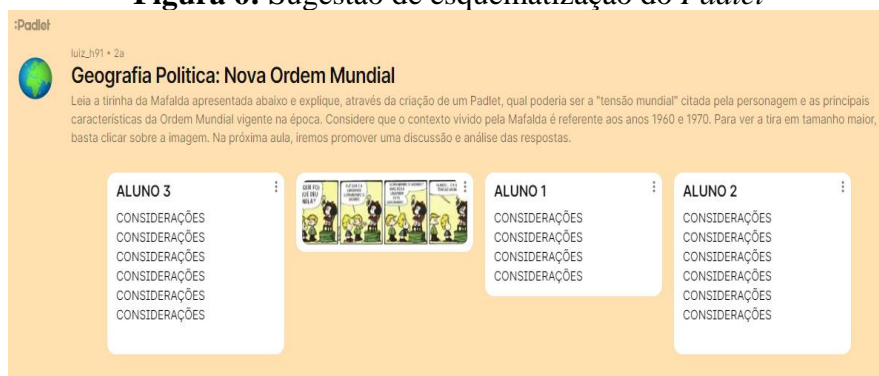 Figura 6: Sugestão de esquematização do Padlet
:Padlet
luiz_h91 • 2a
Geografia Politica: Nova Ordem Mundial
Leia a tirinha da Mafalda apresentada abaixo e explique, através da criação de um Padlet, qual poderia ser a "tensão mundial" citada pela personagem e as principais
características da Ordem Mundial vigente na época. Considere que o contexto vivido pela Mafalda é referente aos anos 1960 e 1970. Para ver a tira em tamanho maior,
basta clicar sobre a imagem. Na próxima aula, iremos promover uma discussão e análise das respostas.
ALUNO 3
CONSIDERAÇÕES
CONSIDERAÇÕES
CONSIDERAÇÕES
CONSIDERAÇÕES
CONSIDERAÇÕES
CONSIDERAÇÕES
ALUNO 1
CONSIDERAÇÕES
CONSIDERAÇÕES
CONSIDERAÇÕES
CONSIDERAÇÕES
ALUNO 2
CONSIDERAÇÕES
CONSIDERAÇÕES
CONSIDERAÇÕES
CONSIDERAÇÕES
CONSIDERAÇÕES
CONSIDERAÇÕES